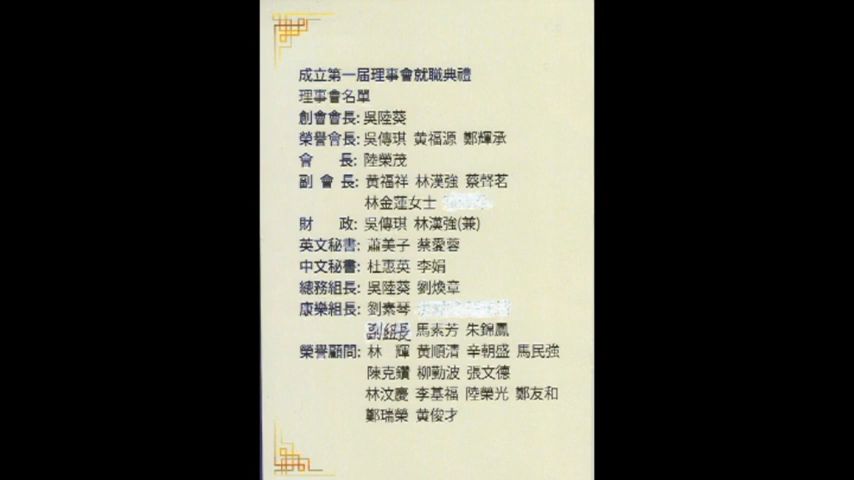 成立第一届理事會就職典禮
理事會名單
創會會長: 吳陸葵
榮譽會長: 吳傳琪 黃福源 鄭輝承
會 長: 陸榮茂
副 會 長: 黃福祥 林漢強 蔡聲茗
林金蓮女士
財 政: 吳傳琪 林漢強(兼)
英文秘書: 蕭美子 蔡愛蓉
中文秘書: 杜惠英 李娟
總務組長: 吳陸葵 劉煥章
康樂組長: 劉素琴
副組長 馬素芳 朱錦鳳
榮譽顧問: 林 輝 黃順清 辛朝盛 馬民強
陳克鑽 柳勤波 張文德
林汶慶 李基福 陸榮光 鄭友和
鄭瑞榮 黄俊才